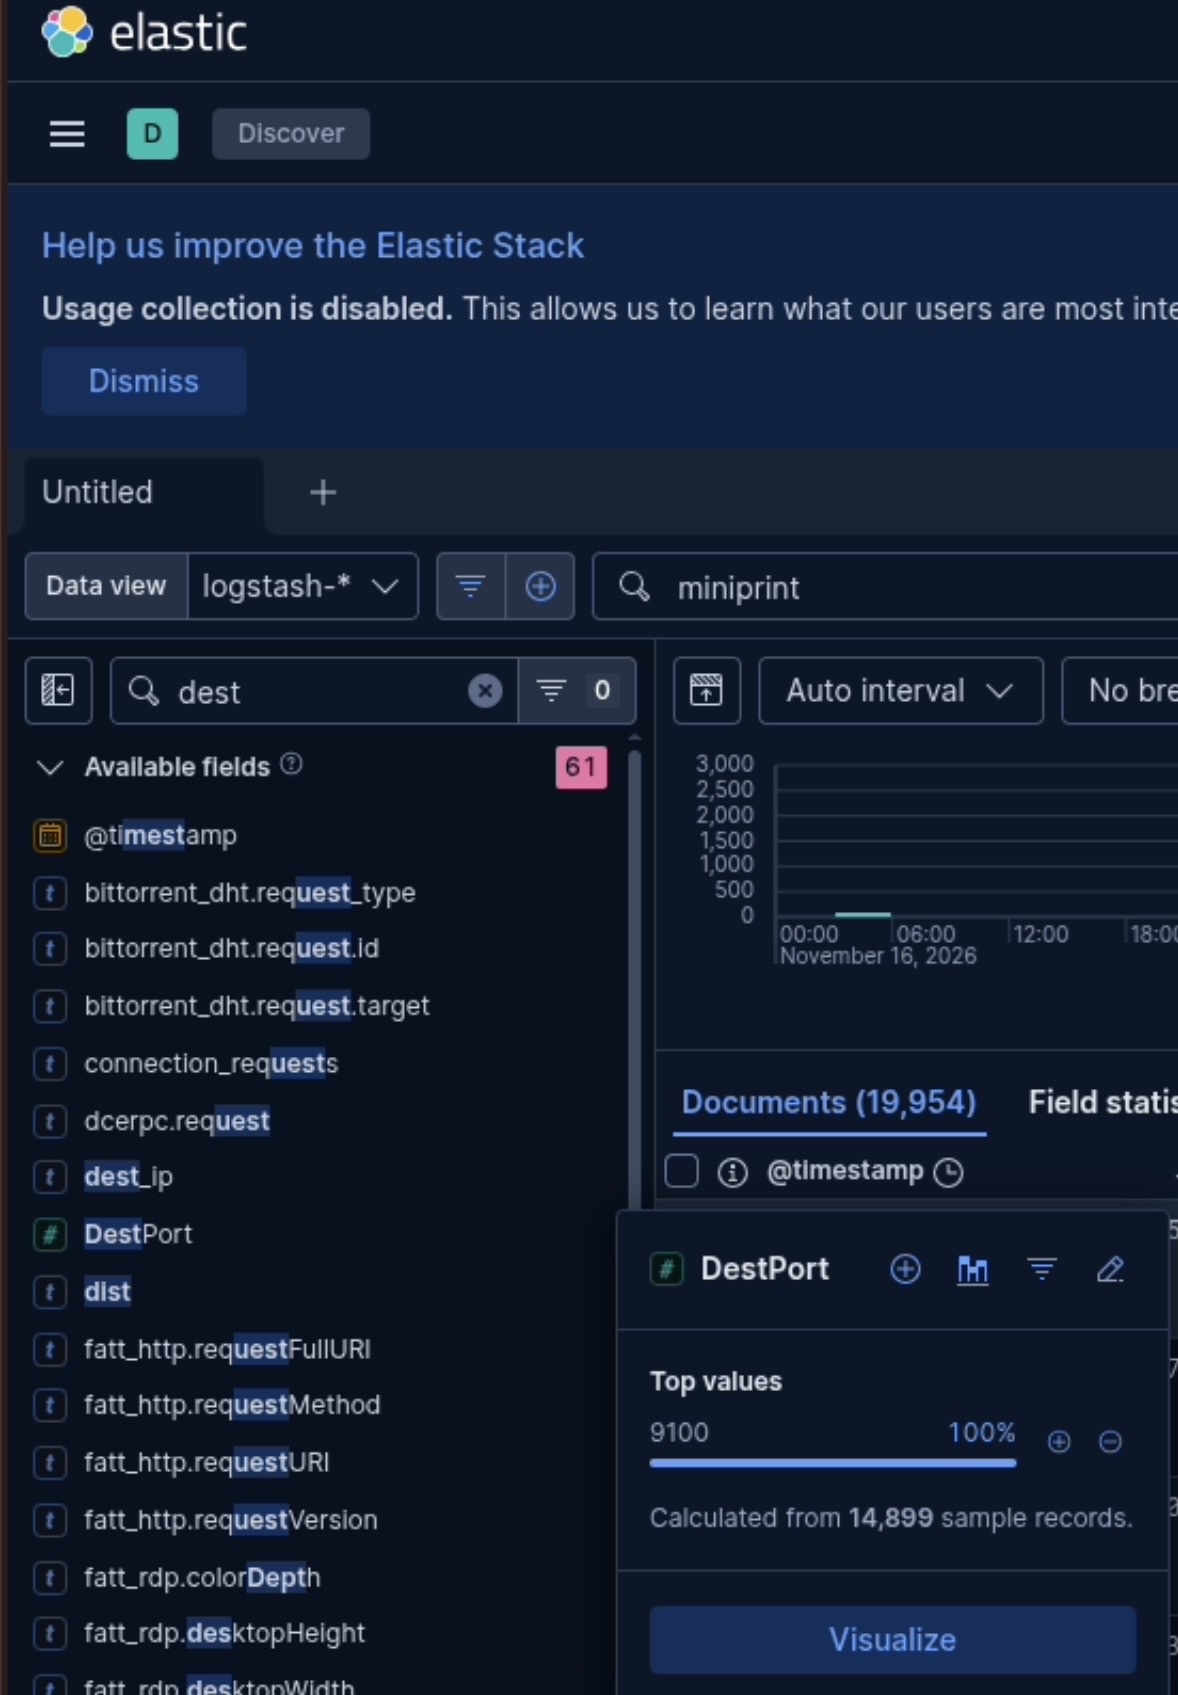 elastic
D Discover
Help us improve the Elastic Stack
Usage collection is disabled. This allows us to learn what our users are most inte
Dismiss
Untitled
Data view logstash-* miniprint
dest 0
Auto interval No bre
Available fields 61
@timestamp
bittorrent_dht.request_type
bittorrent_dht.request.id
bittorrent_dht.request.target
connection_requests
dcerpc.request
dest_ip
DestPort
dist
fatt_http.requestFullURI
fatt_http.requestMethod
fatt_http.requestURI
fatt_http.requestVersion
fatt_rdp.colorDepth
fatt_rdp.desktopHeight
fatt_rdp.desktopWidth
3,000
2,500
2,000
1,500
1,000
500
0
00:00 06:00 12:00 18:00
November 16, 2026
Documents (19,954) Field statis
@timestamp
# DestPort
Top values
9100 100%
Calculated from 14,899 sample records.
Visualize